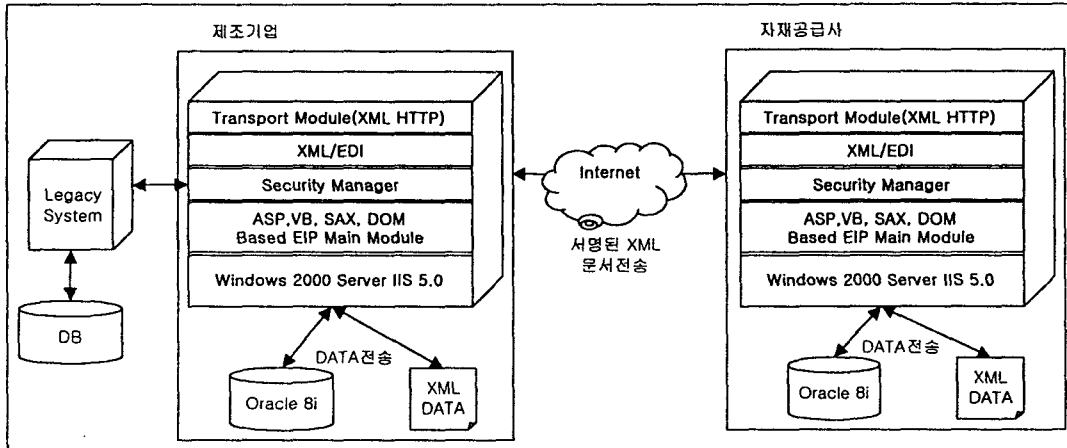 제조기업
자재공급사
Transport Module(XML HTTP)
XML/EDI
Security Manager
ASP,VB, SAX, DOM
Based EIP Main Module
Windows 2000 Server IIS 5.0
Legacy
System
DB
DATA전송
Oracle 8i
XML
DATA
Internet
서명된 XML
문서전송
Transport Module(XML HTTP)
XML/EDI
Security Manager
ASP,VB, SAX, DOM
Based EIP Main Module
Windows 2000 Server IIS 5.0
DATA전송
Oracle 8i
XML
DATA